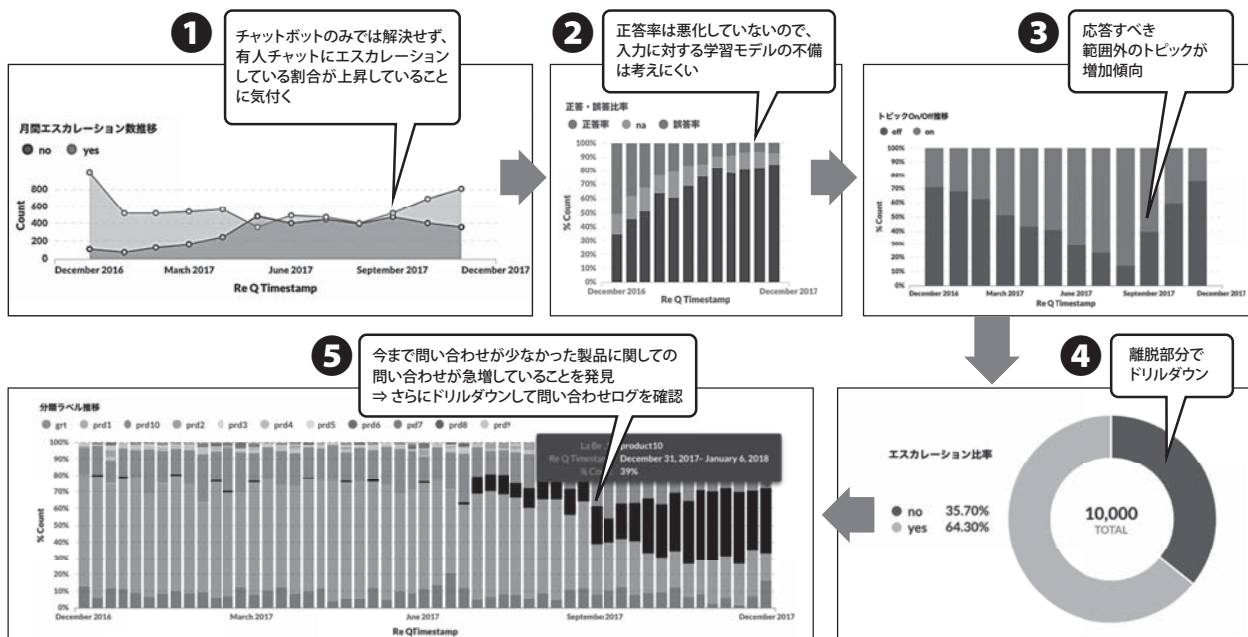 1
チャットボットのみでは解決せず、
有人チャットにエスカレーション
している割合が上昇していること
に気付く
月間エスカレーション数推移
no yes
Count
800
600
400
200
0
December 2016 March 2017 June 2017 September 2017 December 2017
Re Q Timestamp
2
正答率は悪化していないので、
入力に対する学習モデルの不備
は考えにくい
正答・誤答比率
正答率 na 誤答率
% Count
100%
90%
80%
70%
60%
50%
40%
30%
20%
10%
0%
December 2016 December 2017
Re Q Timestamp
3
応答すべき
範囲外のトピックが
増加傾向
トピックOn/Off推移
off on
% Count
100%
90%
80%
70%
60%
50%
40%
30%
20%
10%
0%
December 2016 March 2017 June 2017 September 2017 December 2017
Re Q Timestamp
4
離脱部分で
ドリルダウン
エスカレーション比率
no 35.70%
yes 64.30%
10,000
TOTAL
5
今まで問い合わせが少なかった製品に関しての
問い合わせが急増していることを発見
⇒ さらにドリルダウンして問い合わせログを確認
分類ラベル推移
grt prd1 prd10 prd2 prd3 prd4 prd5 prd6 pd7 prd8 prd9
product10
Re Q Timestamp December 31, 2017– January 6, 2018
39%
% Count
100%
90%
80%
70%
60%
50%
40%
30%
20%
10%
0%
December 2016 March 2017 June 2017 September 2017 December 2017
Re QTimestamp